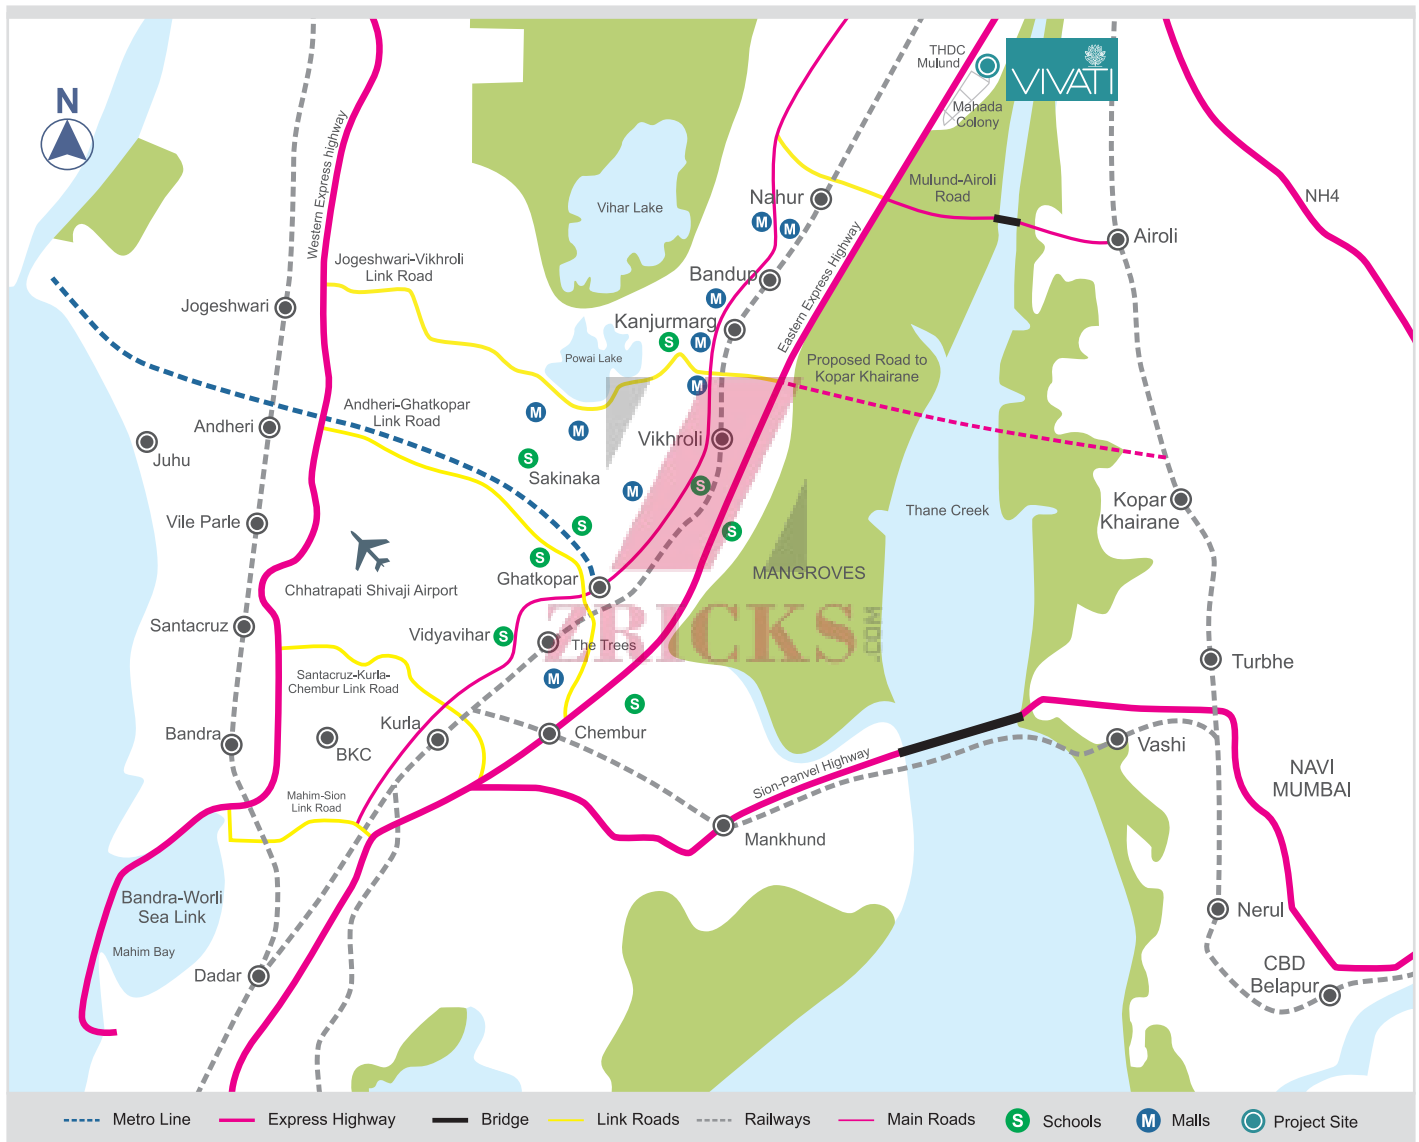 THDC
Mulund
VIVATI
Mahada
Colony
N
Western Express highway
Vihar Lake
Nahur
M
M
Mulund-Airoli
Road
NH4
Airoli
Jogeshwari-Vikhroli
Link Road
Bandup
M
Eastern Express Highway
Jogeshwari
Kanjurmarg
S
M
Powai Lake
Proposed Road to
Kopar Khairane
M
Andheri-Ghatkopar
Link Road
M
M
Andheri
Juhu
Vikhroli
S
Sakinaka
M
S
Kopar
Khairane
Thane Creek
Vile Parle
S
S
S
Chhatrapati Shivaji Airport
Ghatkopar
MANGROVES
ZRICKS.COM
Santacruz
Vidyavihar
S
The Trees
Turbhe
Santacruz-Kurla-
Chembur Link Road
M
S
Kurla
Chembur
Bandra
BKC
Vashi
Sion-Panvel Highway
NAVI
MUMBAI
Mahim-Sion
Link Road
Mankhund
Bandra-Worli
Sea Link
Mahim Bay
Nerul
Dadar
CBD
Belapur
Metro Line
Express Highway
Bridge
Link Roads
Railways
Main Roads
S
Schools
M
Malls
Project Site